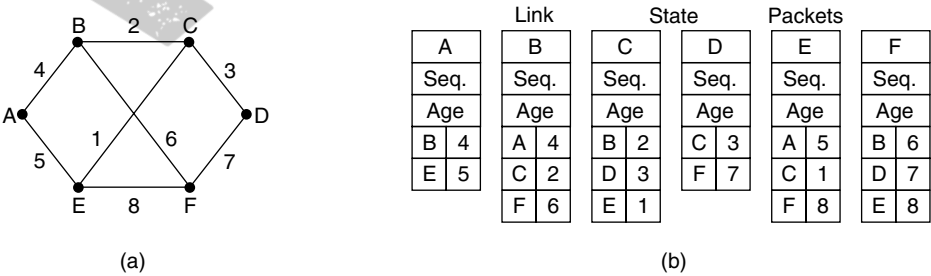 Link State Packets
B 2 C
A B C D E F
4 3
Seq. Seq. Seq. Seq. Seq. Seq.
A D
Age Age Age Age Age Age
1 6
B 4 A 4 B 2 C 3 A 5 B 6
5 7
E 5 C 2 D 3 F 7 C 1 D 7
E 8 F
F 6 E 1 F 8 E 8
(a) (b)